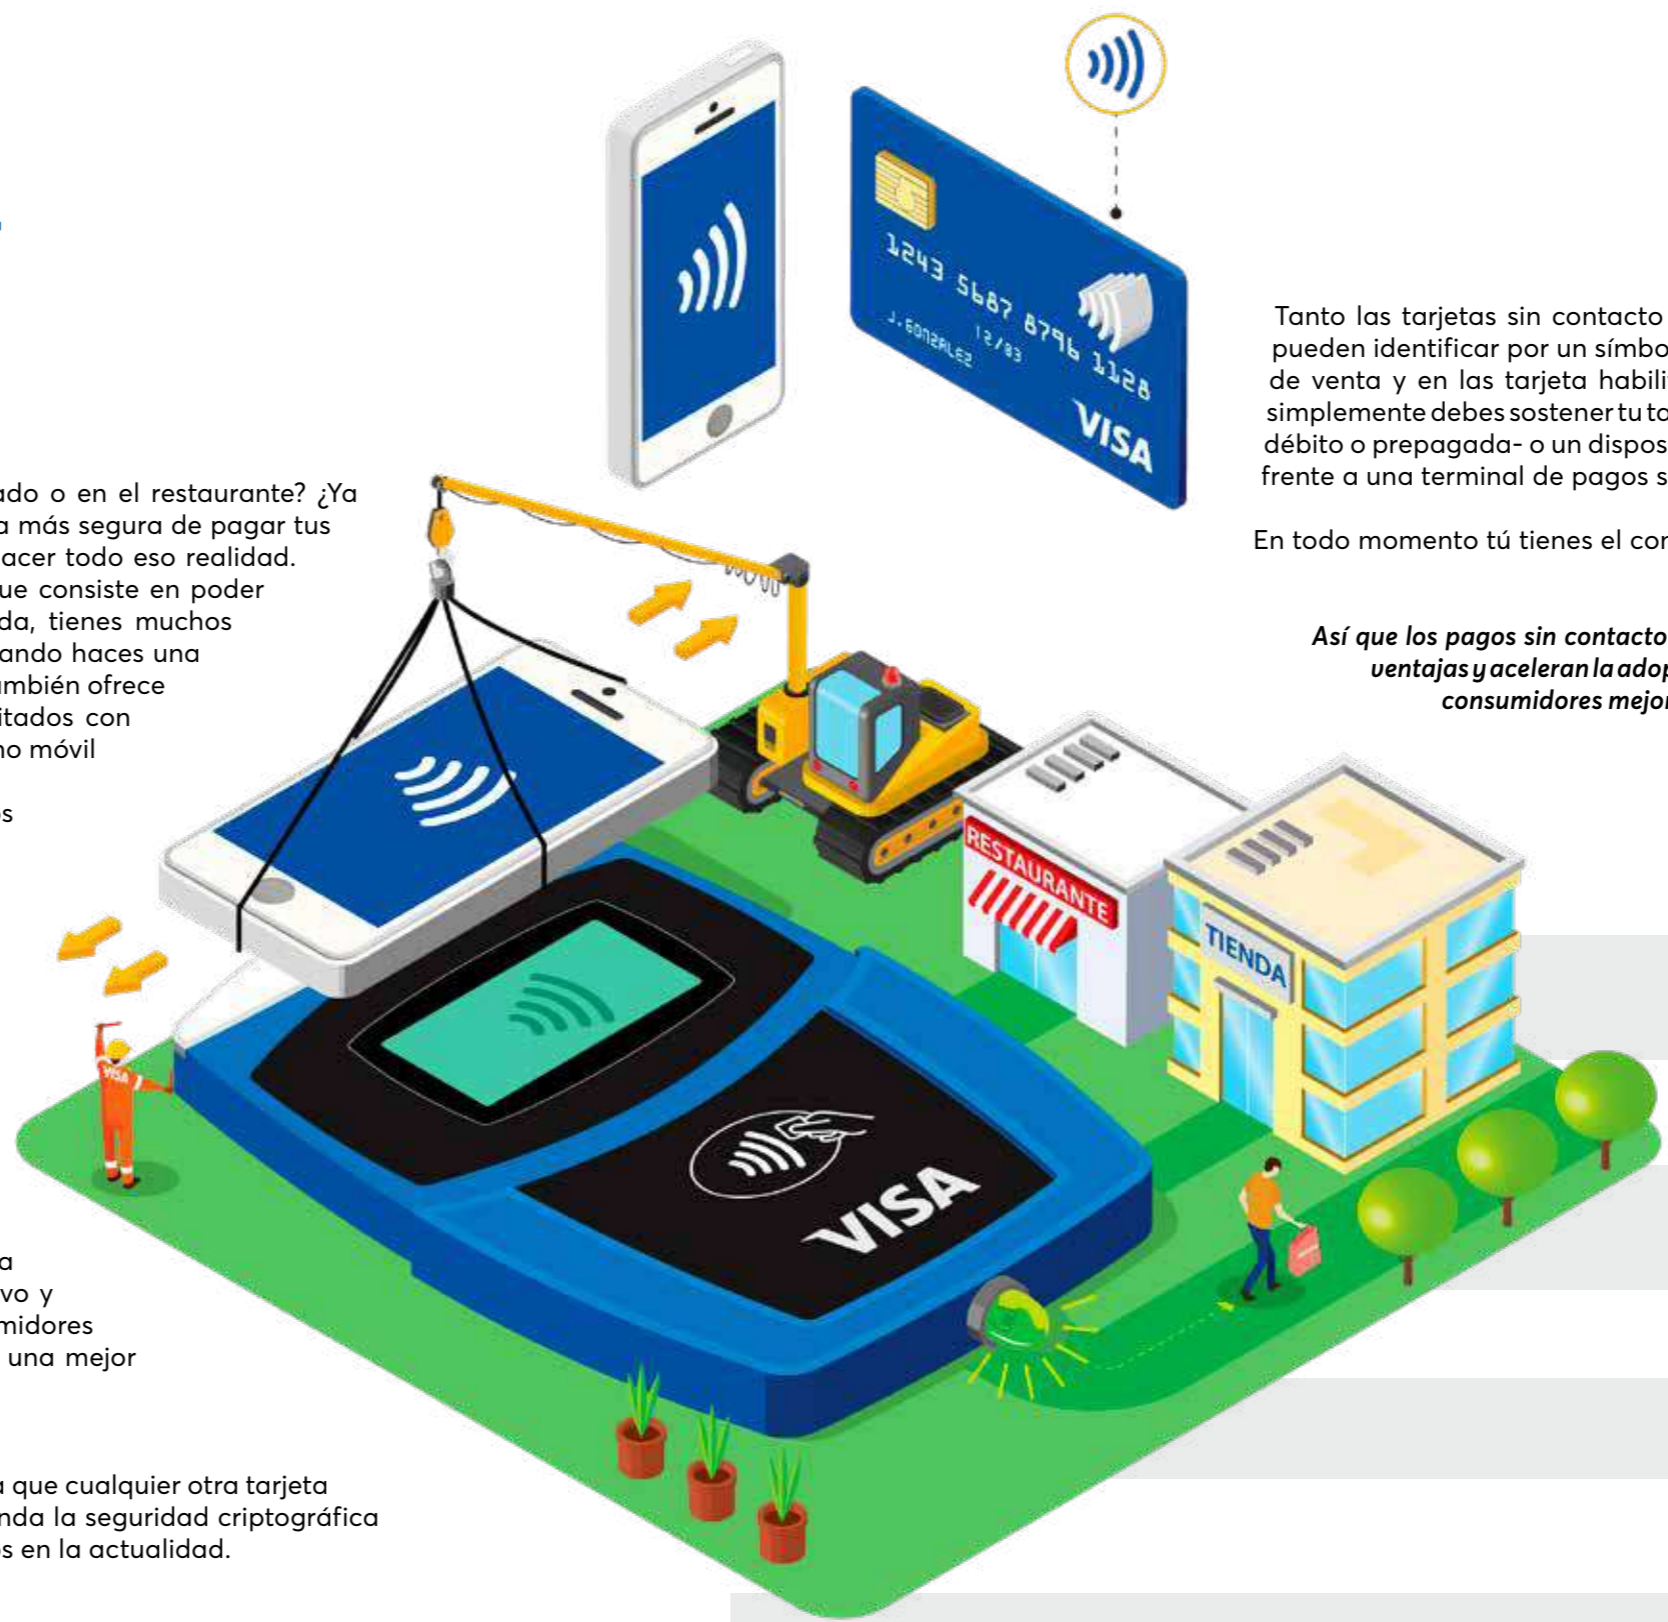 1243 5687 8796 1128
J. GONZALEZ 12/83
VISA
Tanto las tarjetas sin contacto
pueden identificar por un símbo
de venta y en las tarjeta habili
simplemente debes sostener tu ta
débito o prepagada- o un dispos
frente a una terminal de pagos s
En todo momento tú tienes el con
Así que los pagos sin contacto
ventajas y aceleran la adop
consumidores mejor
ado o en el restaurante? ¿Ya
a más segura de pagar tus
acer todo eso realidad.
ue consiste en poder
da, tienes muchos
ando haces una
ambién ofrece
itados con
no móvil
os
RESTAURANTE
TIENDA
VISA
VISA
a
vo y
midores
una mejor
a que cualquier otra tarjeta
nda la seguridad criptográfica
os en la actualidad.